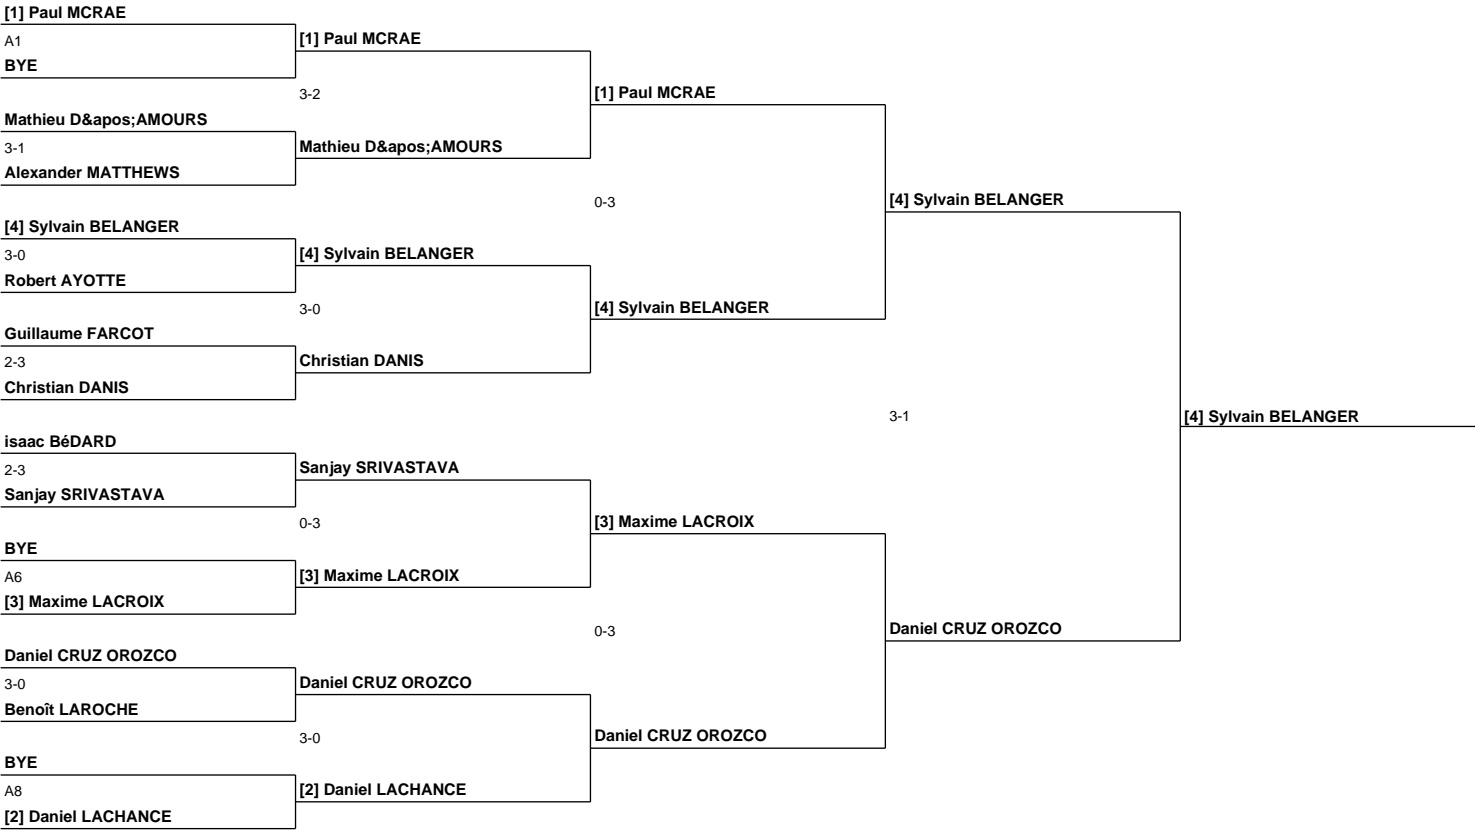 [1] Paul MCRAE
A1
BYE
Mathieu D&apos;AMOURS
3-1
Alexander MATTHEWS
[4] Sylvain BELANGER
3-0
Robert AYOTTE
Guillaume FARCOT
2-3
Christian DANIS
isaac BéDARD
2-3
Sanjay SRIVASTAVA
BYE
A6
[3] Maxime LACROIX
Daniel CRUZ OROZCO
3-0
Benoît LAROCHE
BYE
A8
[2] Daniel LACHANCE
[1] Paul MCRAE
3-2
Mathieu D&apos;AMOURS
[4] Sylvain BELANGER
3-0
Christian DANIS
Sanjay SRIVASTAVA
0-3
[3] Maxime LACROIX
Daniel CRUZ OROZCO
3-0
[2] Daniel LACHANCE
[1] Paul MCRAE
0-3
[4] Sylvain BELANGER
[3] Maxime LACROIX
0-3
Daniel CRUZ OROZCO
[4] Sylvain BELANGER
3-1
Daniel CRUZ OROZCO
[4] Sylvain BELANGER